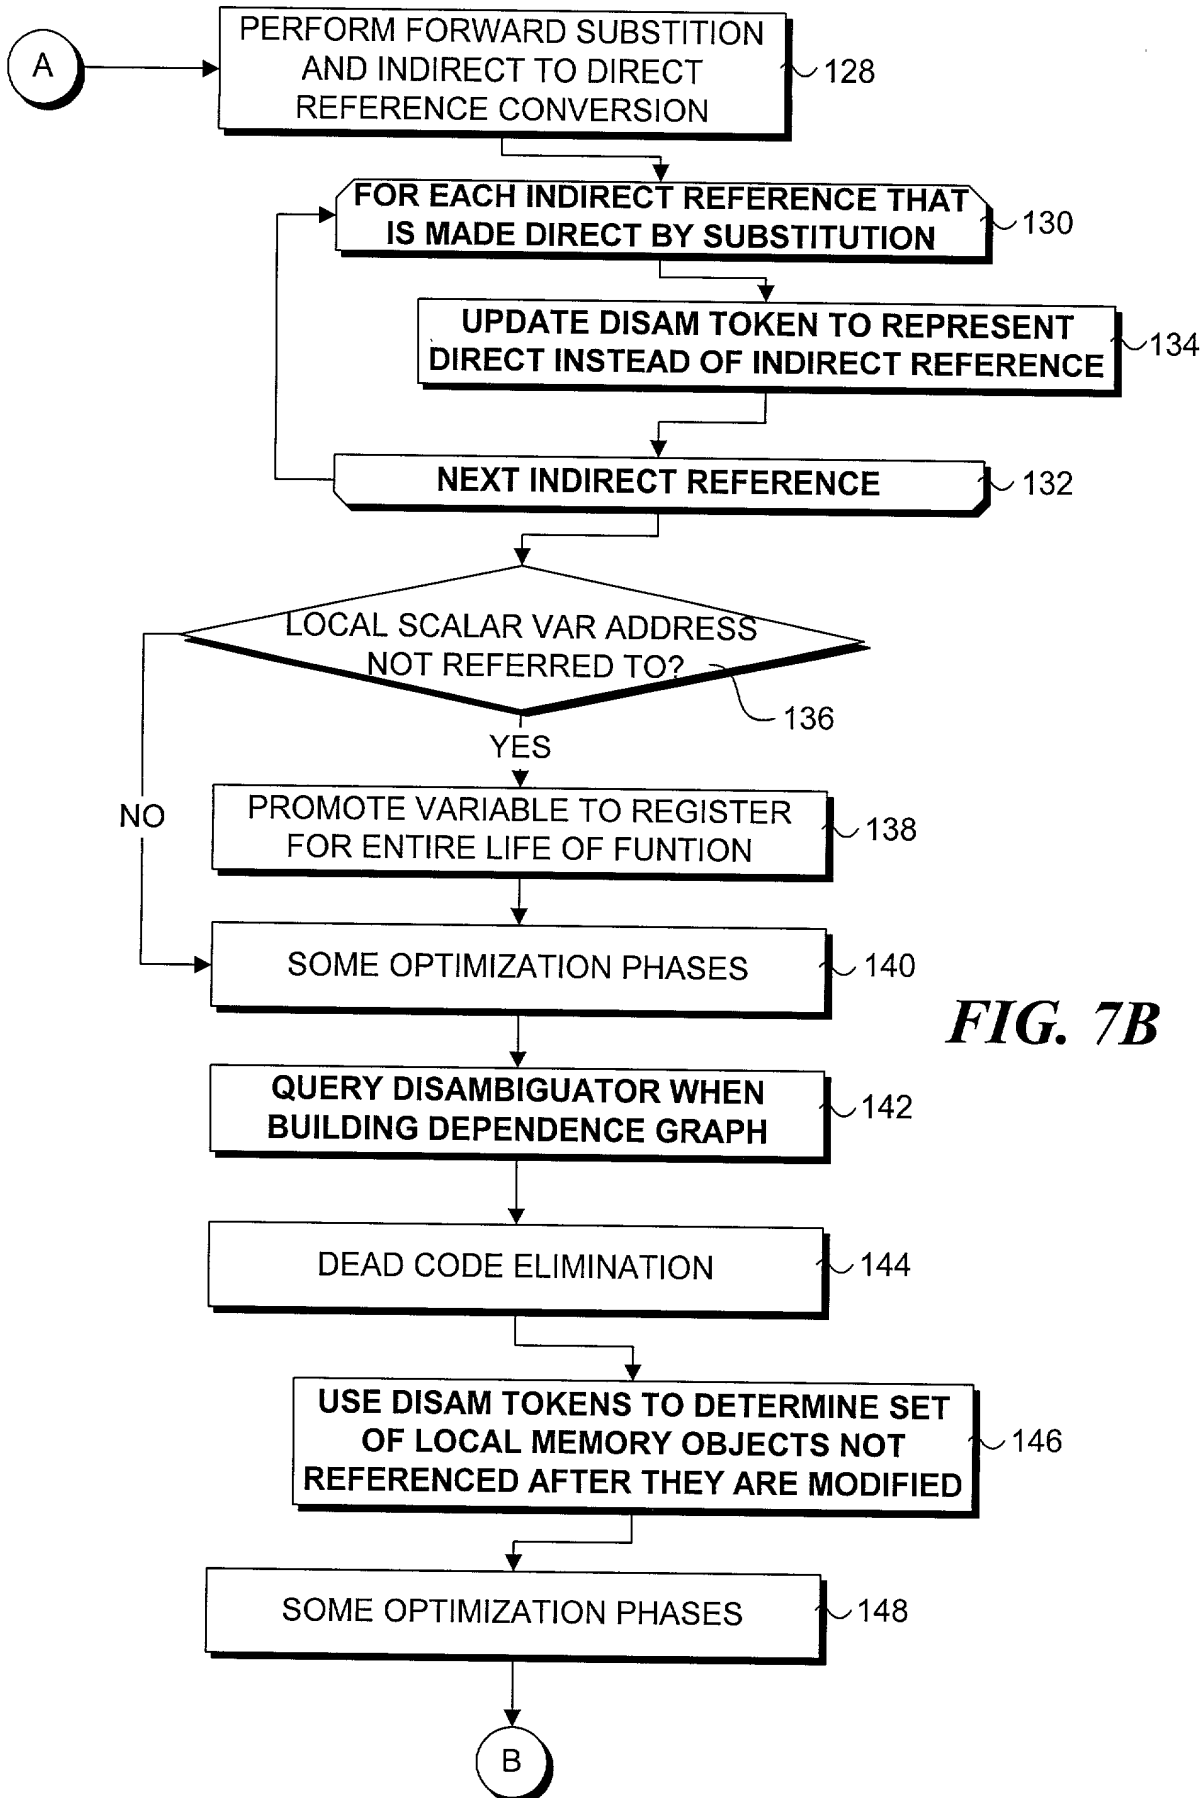 A
PERFORM FORWARD SUBSTITION
AND INDIRECT TO DIRECT
REFERENCE CONVERSION
128
FOR EACH INDIRECT REFERENCE THAT
IS MADE DIRECT BY SUBSTITUTION
130
UPDATE DISAM TOKEN TO REPRESENT
DIRECT INSTEAD OF INDIRECT REFERENCE
134
NEXT INDIRECT REFERENCE
132
LOCAL SCALAR VAR ADDRESS
NOT REFERRED TO?
136
YES
NO
PROMOTE VARIABLE TO REGISTER
FOR ENTIRE LIFE OF FUNTION
138
SOME OPTIMIZATION PHASES
140
FIG. 7B
QUERY DISAMBIGUATOR WHEN
BUILDING DEPENDENCE GRAPH
142
DEAD CODE ELIMINATION
144
USE DISAM TOKENS TO DETERMINE SET
OF LOCAL MEMORY OBJECTS NOT
REFERENCED AFTER THEY ARE MODIFIED
146
SOME OPTIMIZATION PHASES
148
B